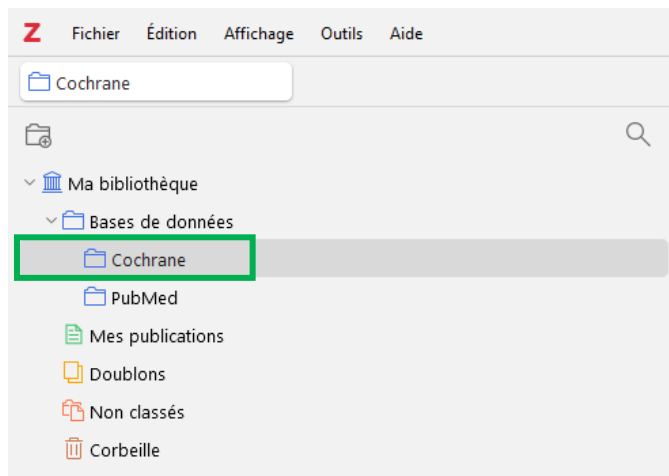 Z Fichier Édition Affichage Outils Aide
Cochrane
Ma bibliothèque
Bases de données
Cochrane
PubMed
Mes publications
Doublons
Non classés
Corbeille